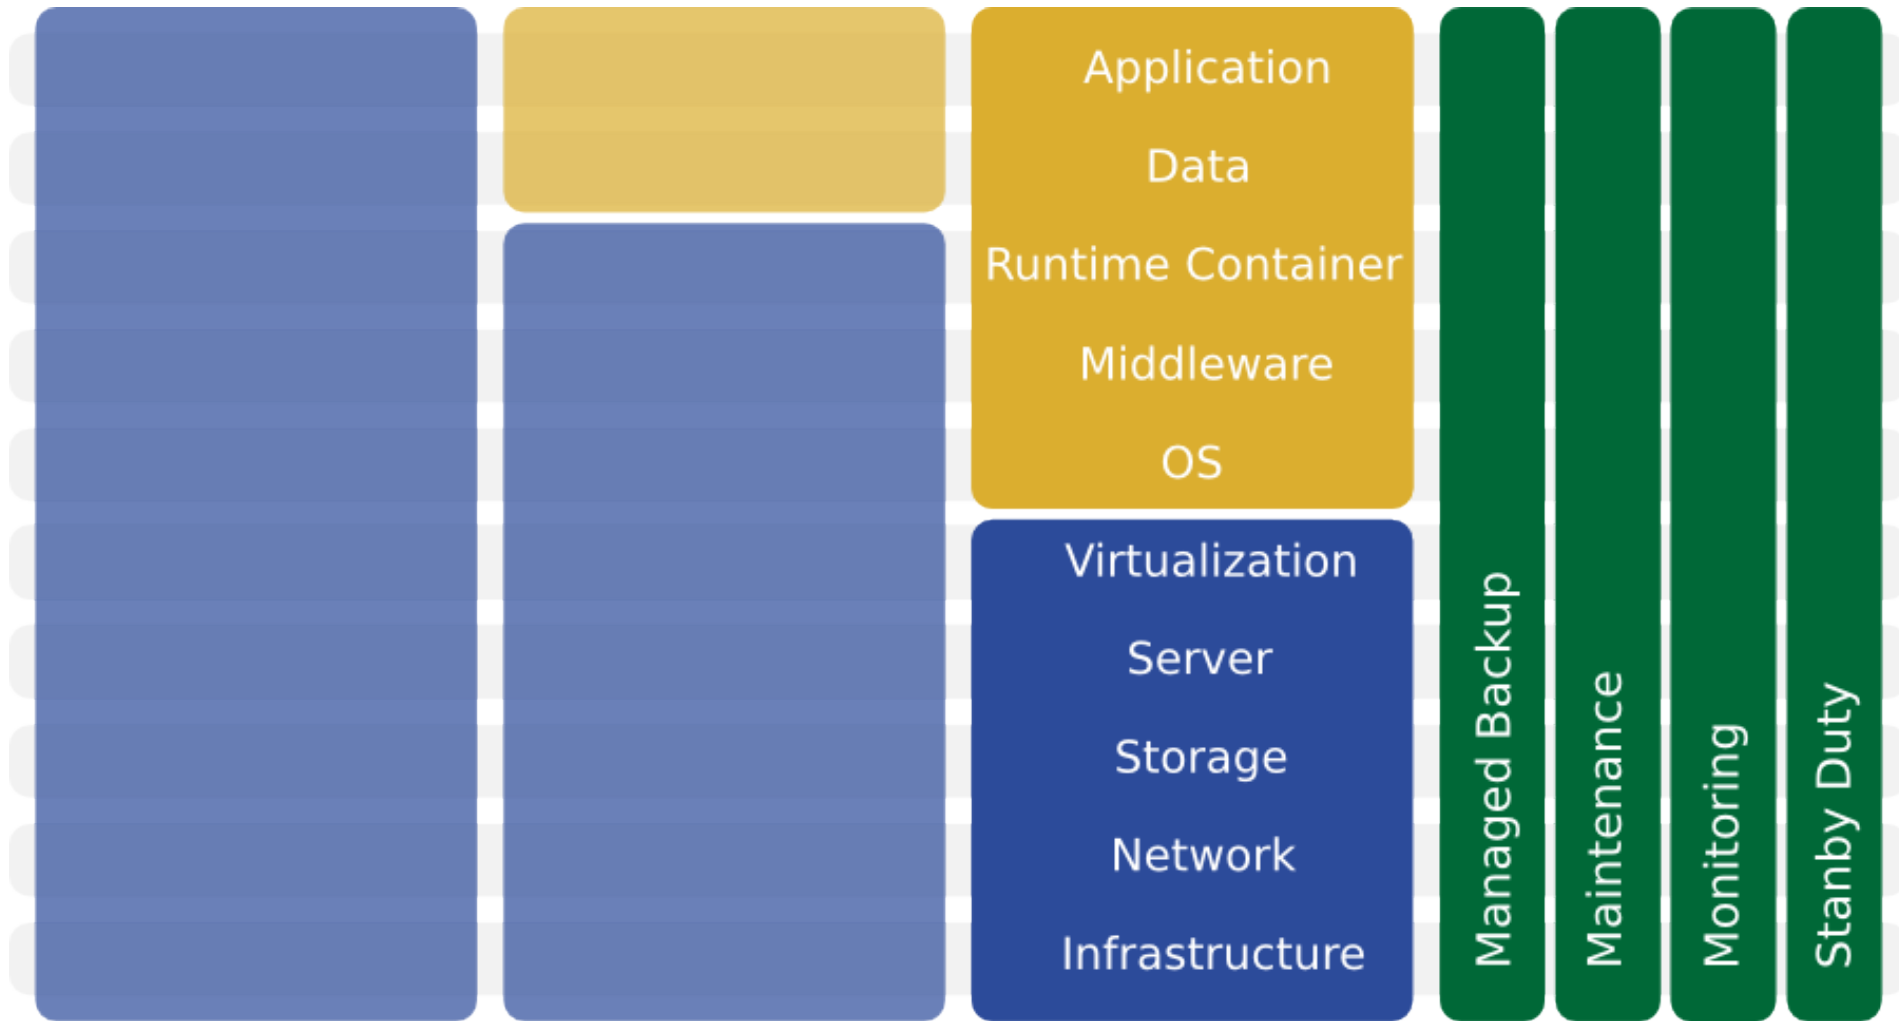 Application
Data
Runtime Container
Middleware
OS
Virtualization
Server
Storage
Network
Infrastructure
Managed Backup
Maintenance
Monitoring
Stanby Duty